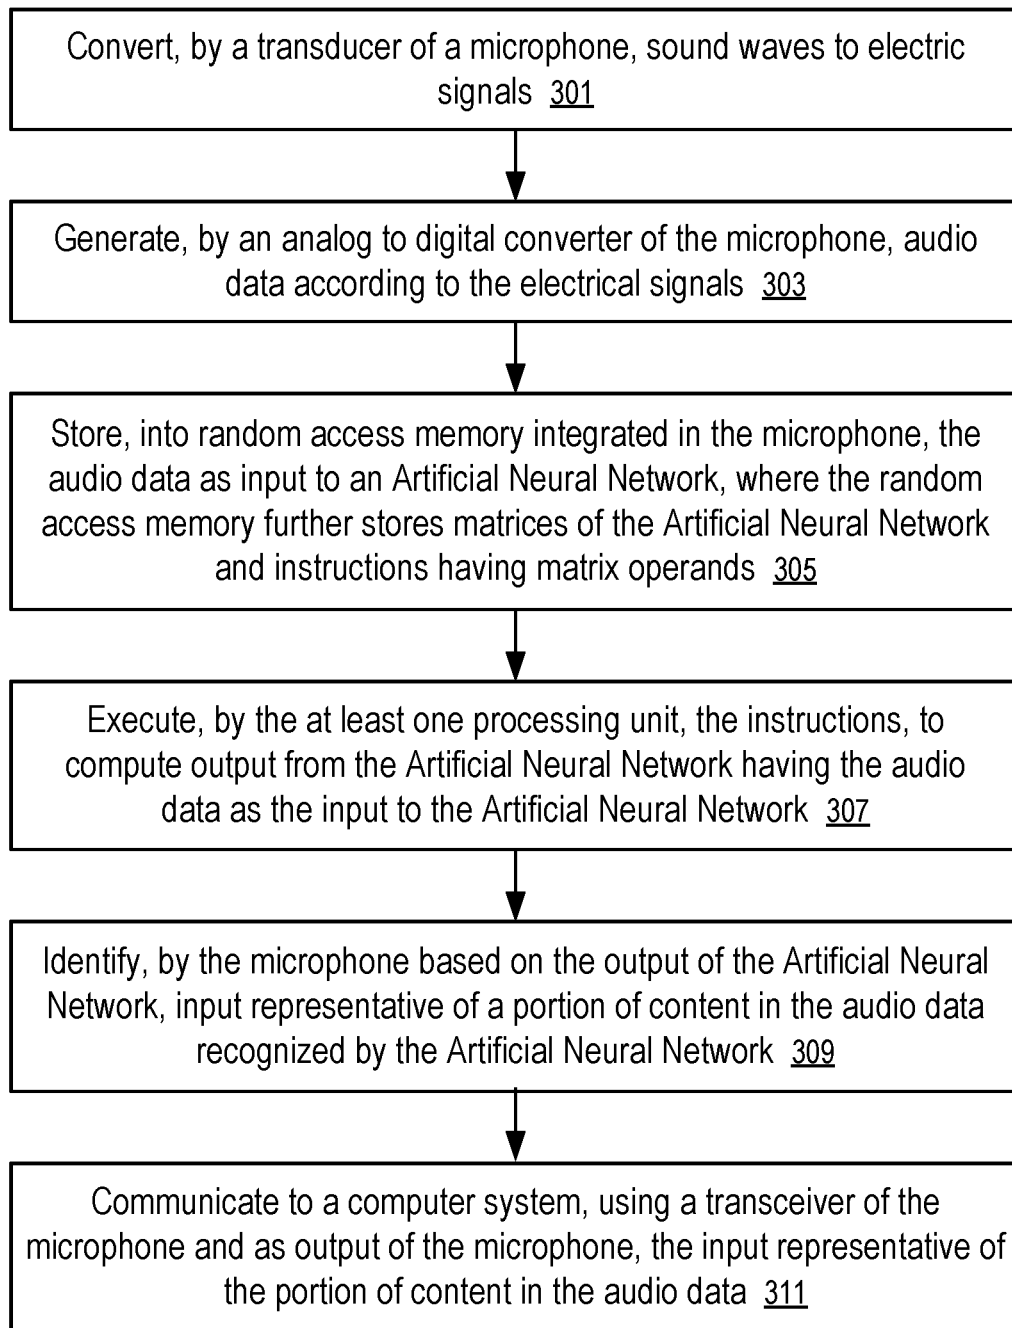 Convert, by a transducer of a microphone, sound waves to electric
signals 301
Generate, by an analog to digital converter of the microphone, audio
data according to the electrical signals 303
Store, into random access memory integrated in the microphone, the
audio data as input to an Artificial Neural Network, where the random
access memory further stores matrices of the Artificial Neural Network
and instructions having matrix operands 305
Execute, by the at least one processing unit, the instructions, to
compute output from the Artificial Neural Network having the audio
data as the input to the Artificial Neural Network 307
Identify, by the microphone based on the output of the Artificial Neural
Network, input representative of a portion of content in the audio data
recognized by the Artificial Neural Network 309
Communicate to a computer system, using a transceiver of the
microphone and as output of the microphone, the input representative of
the portion of content in the audio data 311